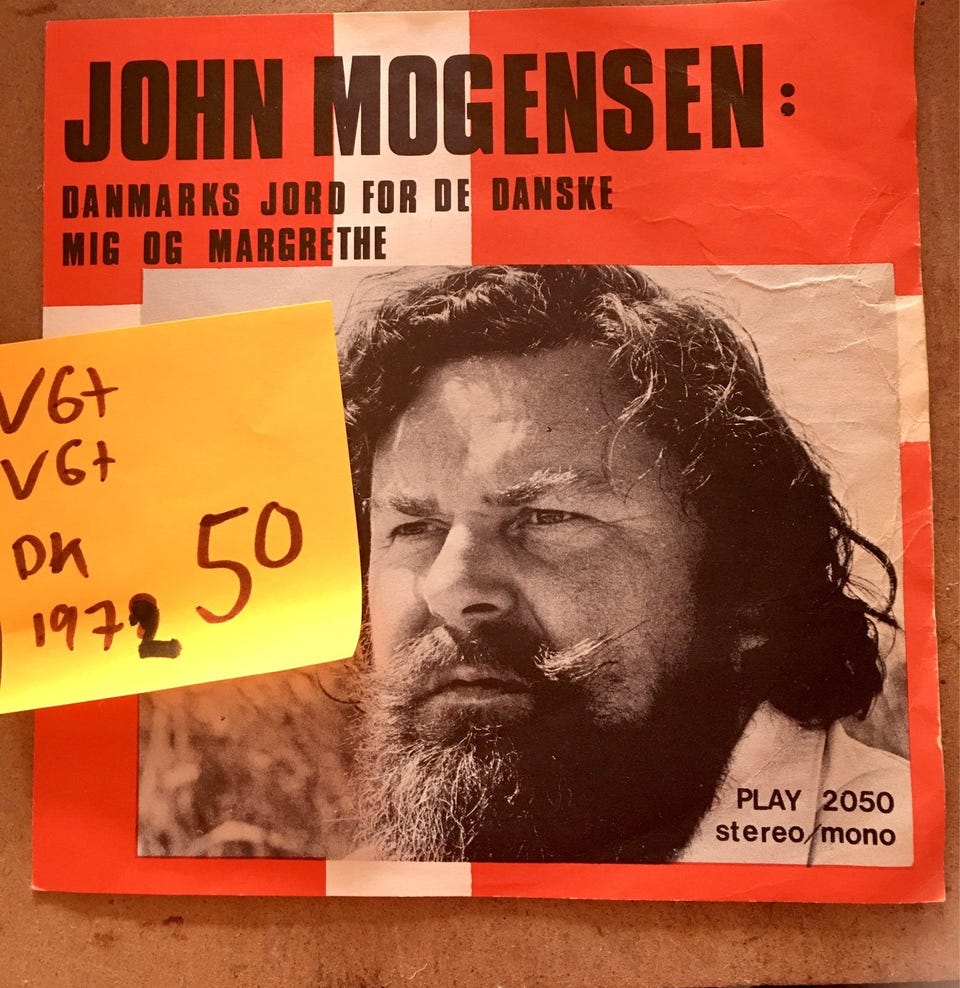 JOHN MOGENSEN:
DANMARKS JORD FOR DE DANSKE
MIG OG MARGRETHE
VG+
VG+
DK
1972
50
PLAY 2050
stereo/mono